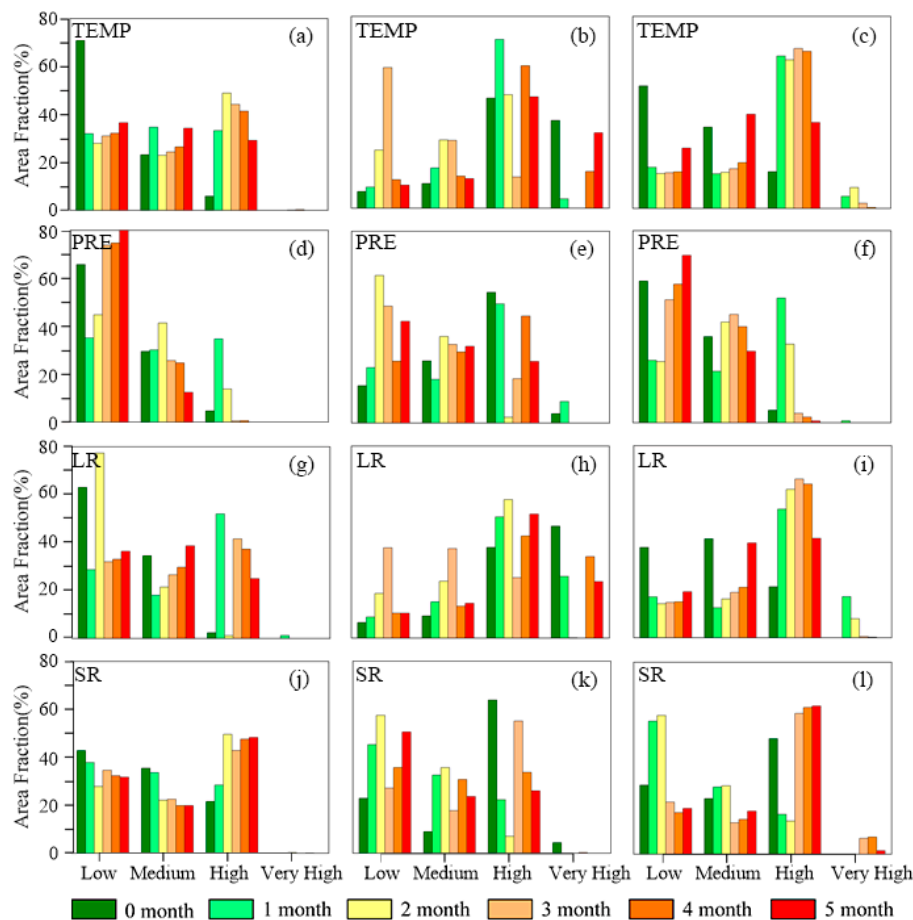 80 TEMP (a) TEMP (b) TEMP (c)
60
40
20
0
Area Fraction(%)
80 PRE (d) PRE (e) PRE (f)
60
40
20
0
Area Fraction(%)
80 LR (g) LR (h) LR (i)
60
40
20
0
Area Fraction(%)
80 SR (j) SR (k) SR (l)
60
40
20
0
Area Fraction(%)
Low Medium High Very High Low Medium High Very High Low Medium High Very High
0 month 1 month 2 month 3 month 4 month 5 month